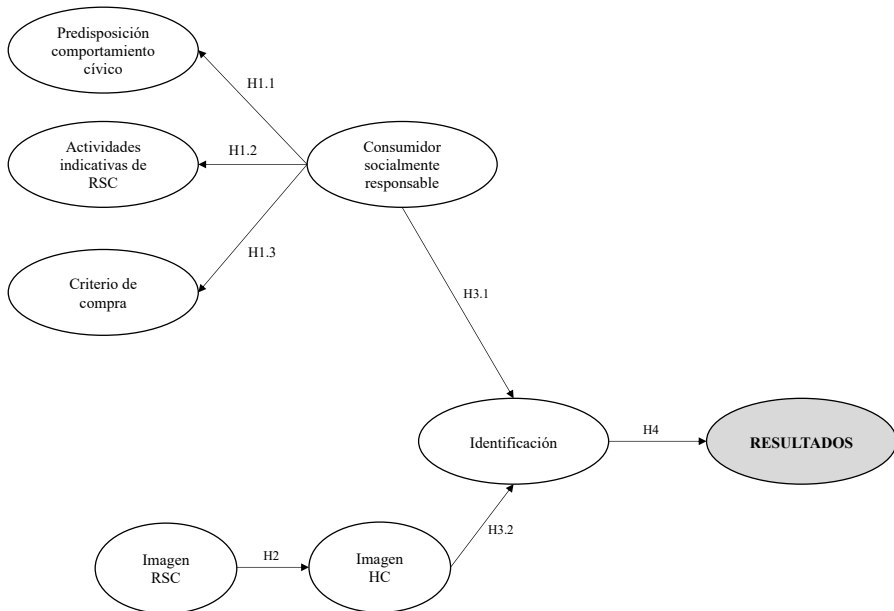 Predisposición
comportamiento
cívico
H1.1
Actividades
indicativas de
RSC
H1.2
Consumidor
socialmente
responsable
H1.3
Criterio de
compra
H3.1
Identificación
H4
RESULTADOS
H3.2
Imagen
RSC
H2
Imagen
HC